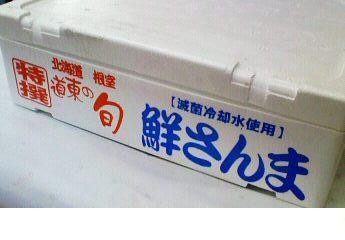 特撰
北海道 根室
道東の旬
【滅菌冷却水使用】
鮮さんま